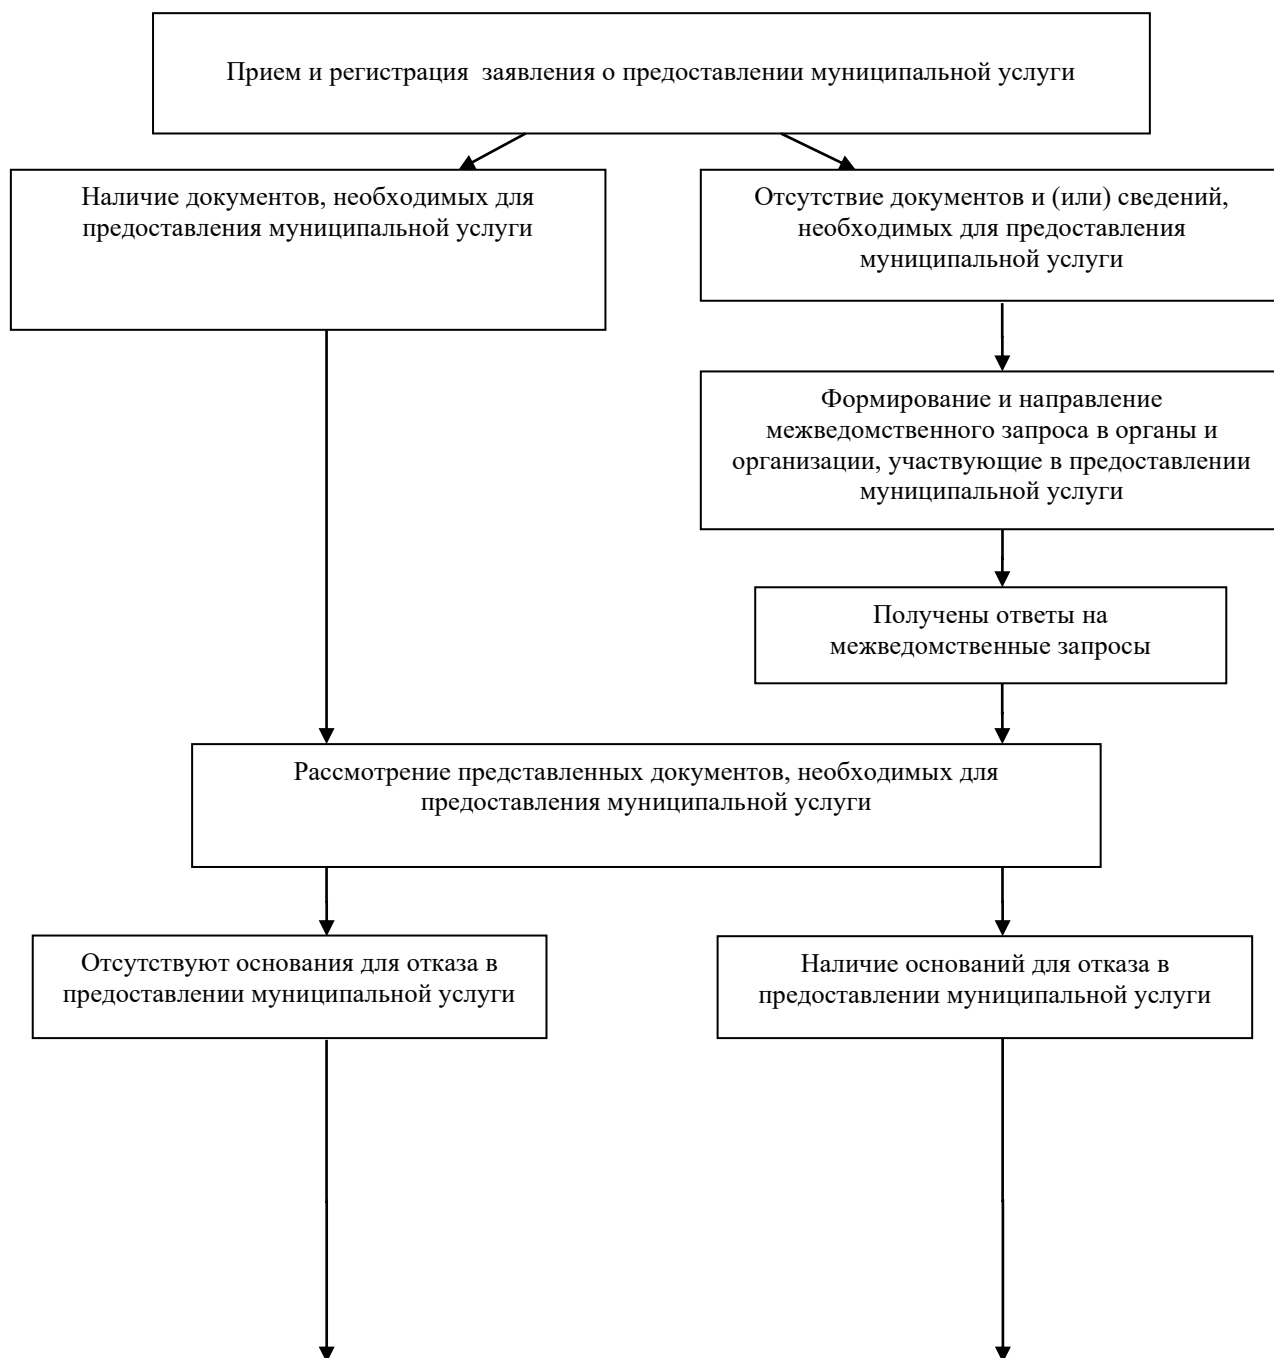 Прием и регистрация  заявления о предоставлении муниципальной услуги
Наличие документов, необходимых для
предоставления муниципальной услуги
Отсутствие документов и (или) сведений,
необходимых для предоставления
муниципальной услуги
Формирование и направление
межведомственного запроса в органы и
организации, участвующие в предоставлении
муниципальной услуги
Получены ответы на
межведомственные запросы
Рассмотрение представленных документов, необходимых для
предоставления муниципальной услуги
Отсутствуют основания для отказа в
предоставлении муниципальной услуги
Наличие оснований для отказа в
предоставлении муниципальной услуги